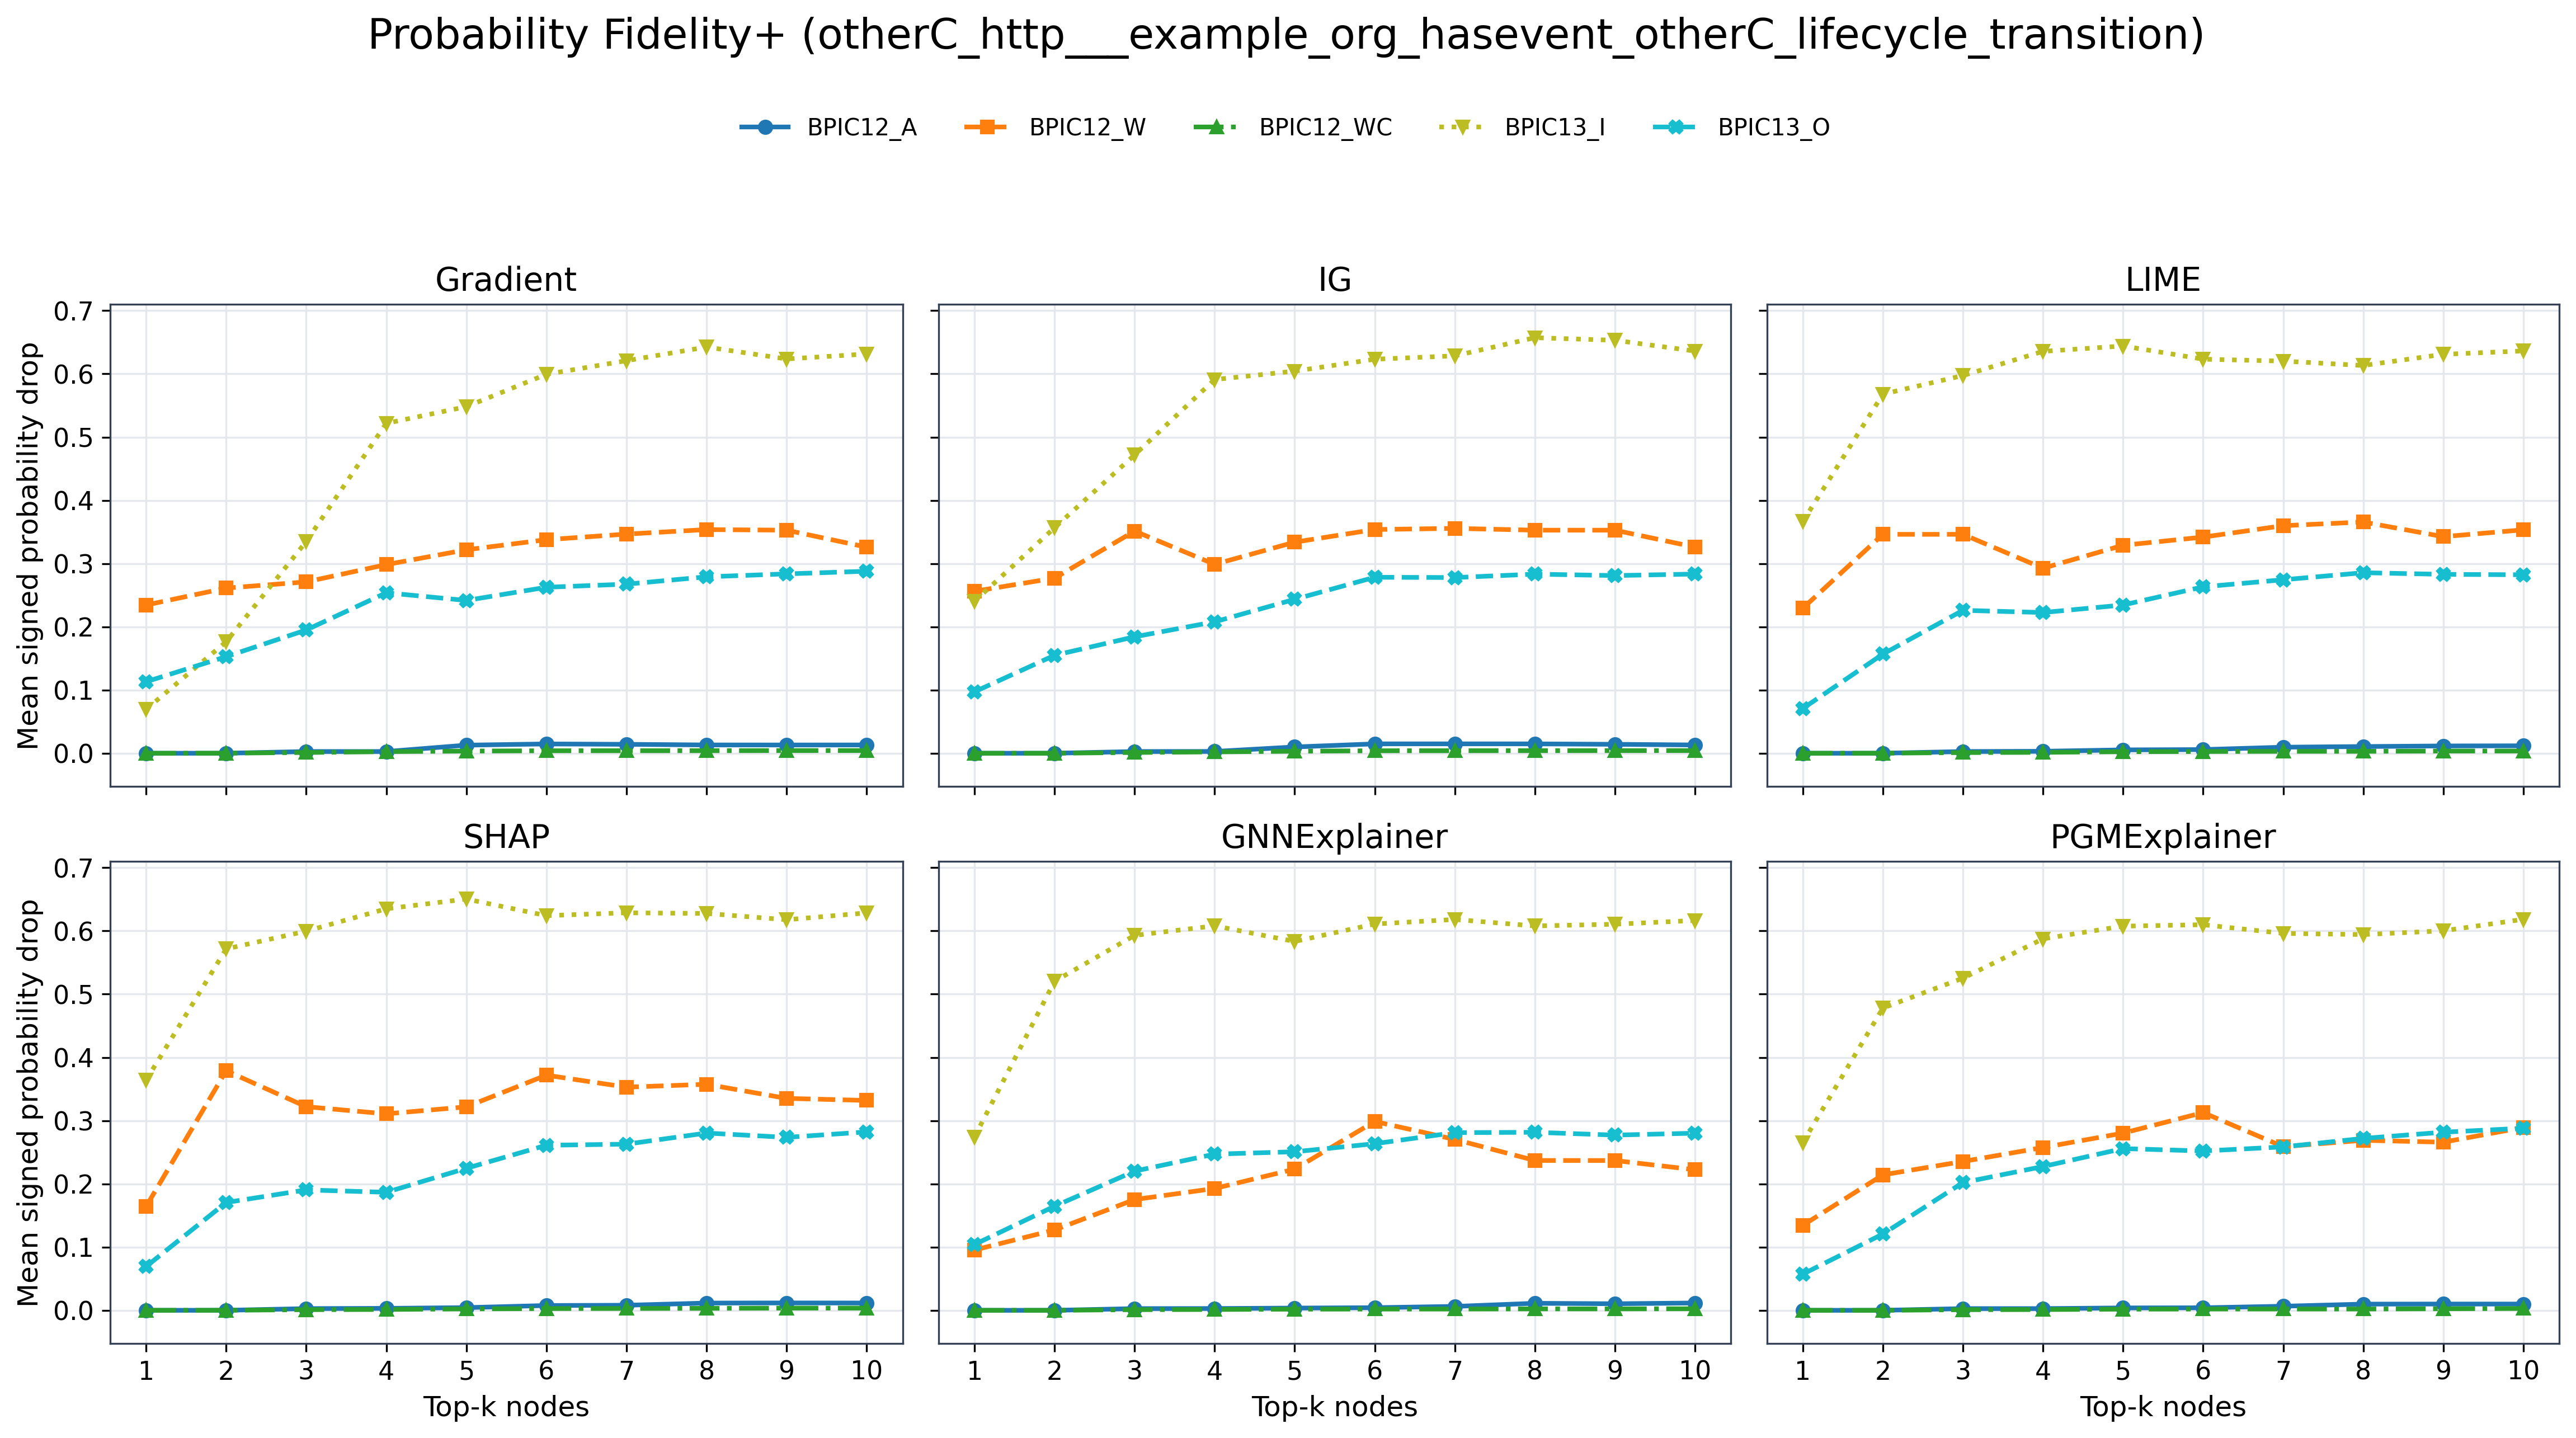 Probability Fidelity+ (otherC_http___example_org_hasevent_otherC_lifecycle_transition)
BPIC12_A BPIC12_W BPIC12_WC BPIC13_I BPIC13_O
Gradient IG LIME
0.7
0.6
0.5
0.4
0.3
0.2
0.1
0.0
Mean signed probability drop
SHAP GNNExplainer PGMExplainer
0.7
0.6
0.5
0.4
0.3
0.2
0.1
0.0
Mean signed probability drop
1 2 3 4 5 6 7 8 9 10 1 2 3 4 5 6 7 8 9 10 1 2 3 4 5 6 7 8 9 10
Top-k nodes Top-k nodes Top-k nodes